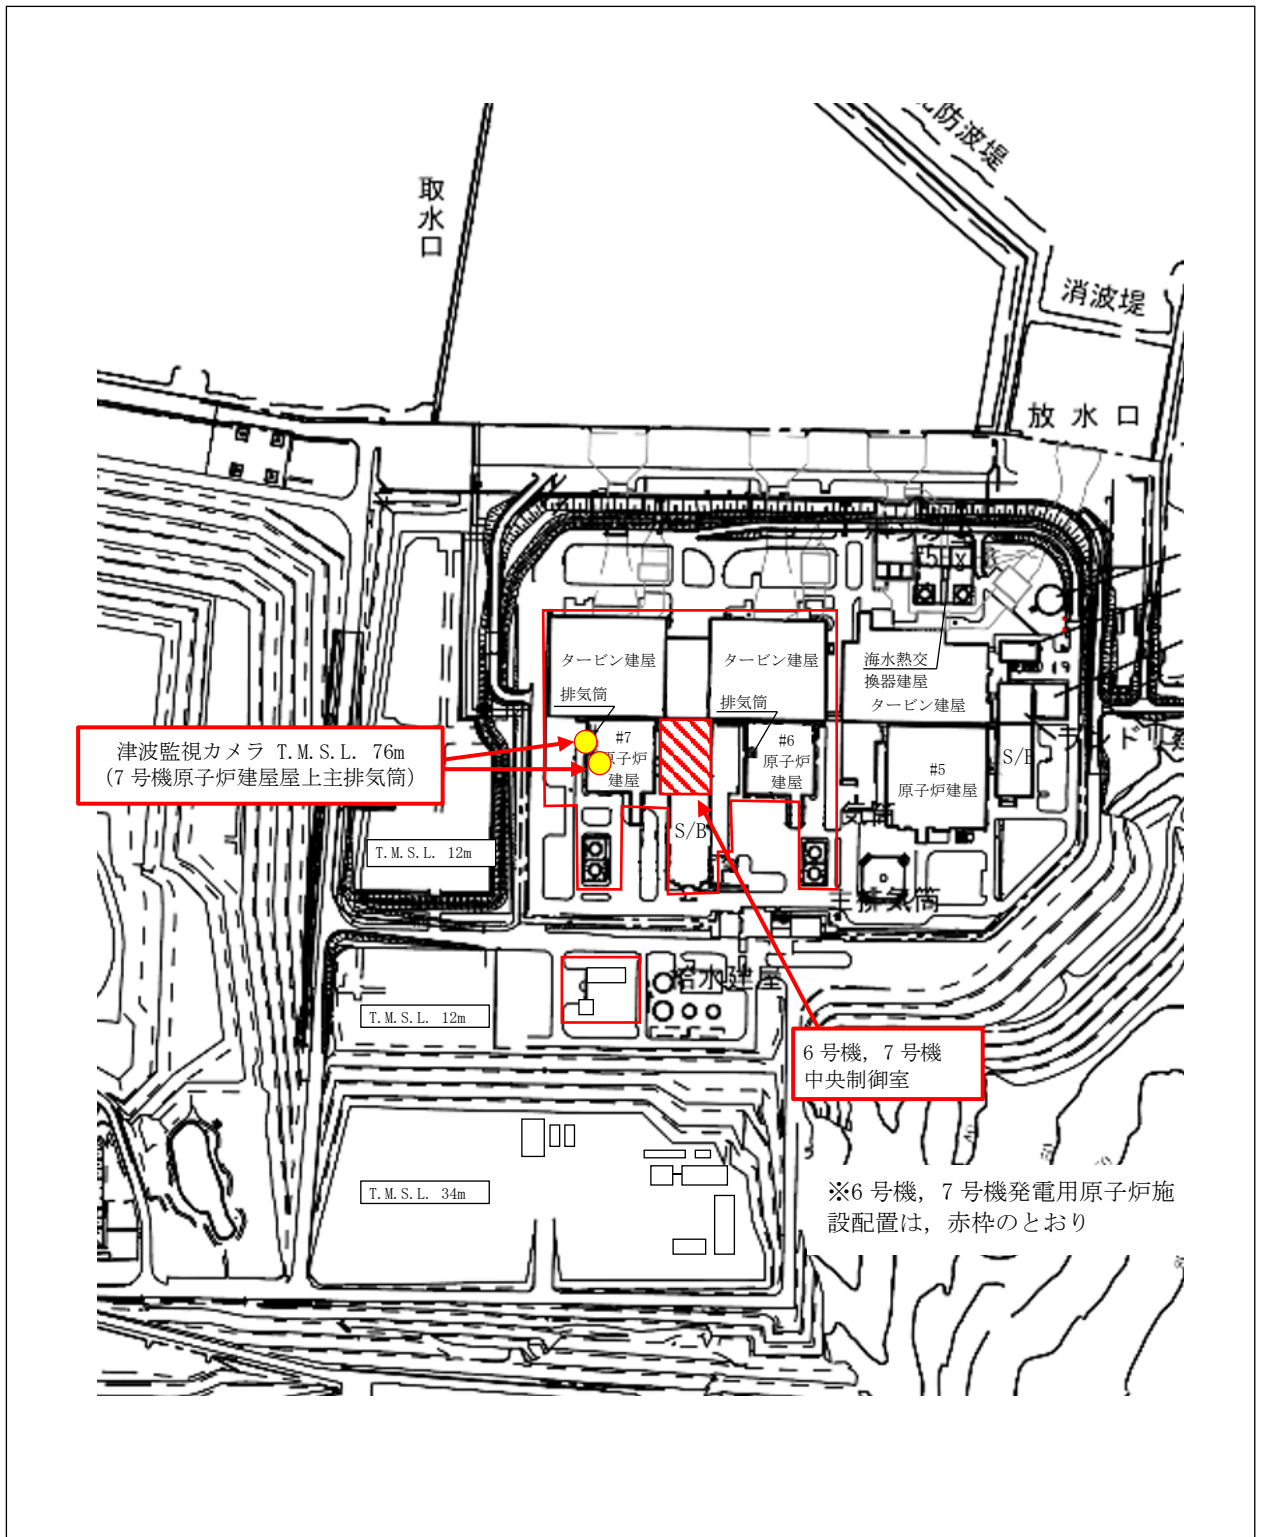 北防波堤
取水口
消波堤
放水口
タービン建屋
タービン建屋
海水熱交
換器建屋
タービン建屋
排気筒
排気筒
#7
原子炉
建屋
#6
原子炉
建屋
#5
原子炉建屋
S/B
S/B
津波監視カメラ T.M.S.L. 76m
(7 号機原子炉建屋屋上主排気筒)
T.M.S.L. 12m
主排気筒
給水建屋
T.M.S.L. 12m
6 号機, 7 号機
中央制御室
T.M.S.L. 34m
※6 号機, 7 号機発電用原子炉施
設配置は, 赤枠のとおり